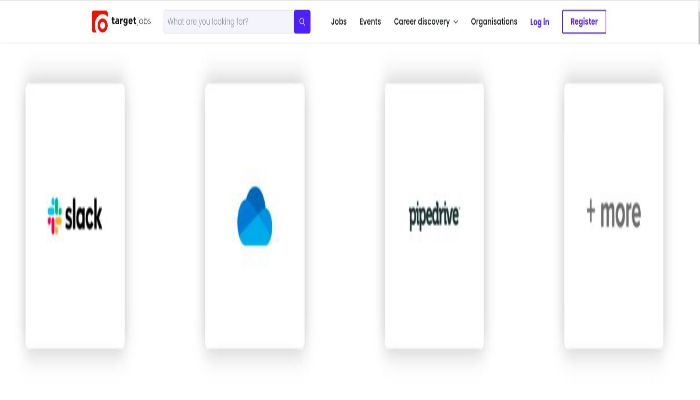 targetjobs
What are you looking for?
Jobs
Events
Career discovery
Organisations
Log in
Register
slack
pipedrive
+ more